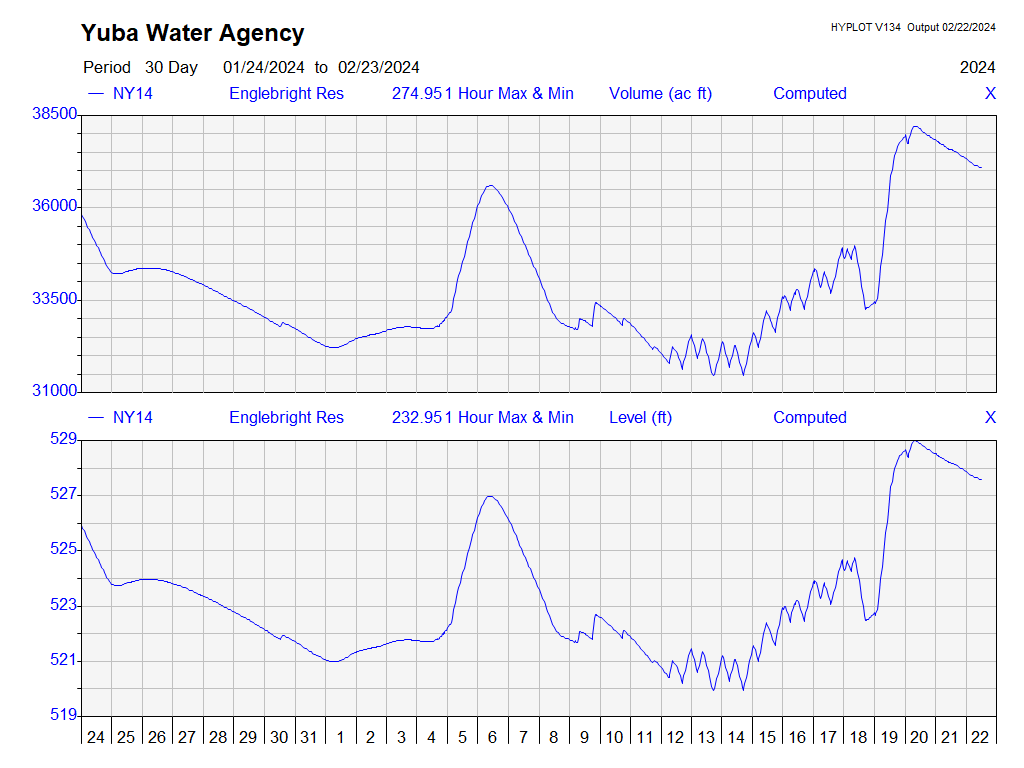 Yuba Water Agency
HYPLOT V134 Output 02/22/2024
Period 30 Day 01/24/2024 to 02/23/2024
2024
NY14 Englebright Res 274.951 Hour Max & Min Volume (ac ft) Computed X
38500
36000
33500
31000
NY14 Englebright Res 232.951 Hour Max & Min Level (ft) Computed X
529
527
525
523
521
519
24 25 26 27 28 29 30 31 1 2 3 4 5 6 7 8 9 10 11 12 13 14 15 16 17 18 19 20 21 22